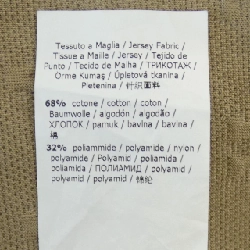 Tessuto a Maglia / Jersey Fabric /
Tissue a Maille / Jersey / Tejido de
Punto / Tecido de Malha / ТРИКОТАЖ /
Örme Kumaş / Úpletová tkanina /
Pletenina / 针织面料
68% cotone / cotton / coton /
Baumwolle / algodón / algodão /
ХЛОПОК / pamuk / bavlna / bavlna /
棉
32% poliammide / polyamide / nylon /
polyamide / Polyamid / poliamida /
poliamida / ПОЛИАМИД / polyamid /
polyamid / polyamid / 锦纶